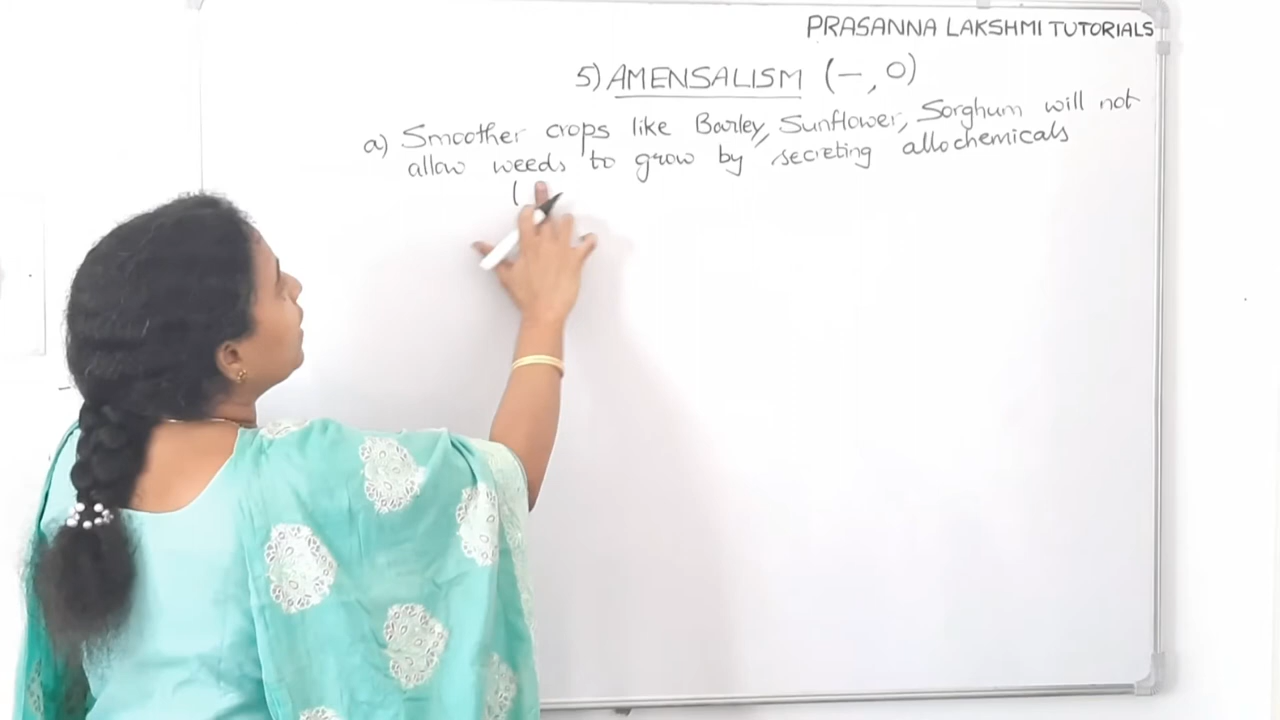 PRASANNA LAKSHMI TUTORIALS
5) AMENSALISM (-, 0)
a) Smoother crops like Barley, Sunflower, Sorghum will not
allow weeds to grow by secreting allochemicals
(